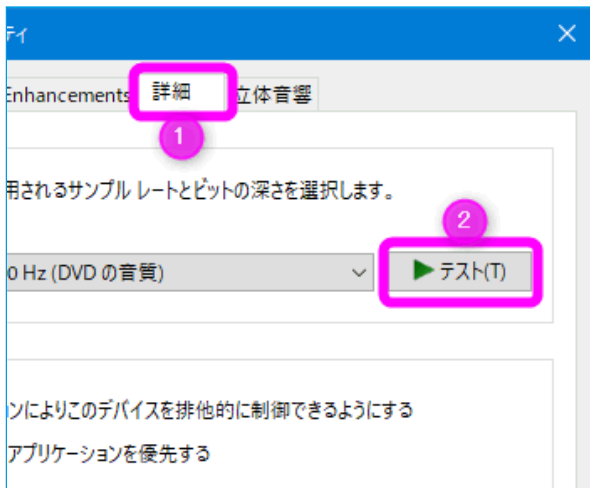 ティ
Enhancements 詳細 立体音響
1
用されるサンプル レートとビットの深さを選択します。
2
0 Hz (DVD の音質) テスト(T)
ンによりこのデバイスを排他的に制御できるようにする
アプリケーションを優先する